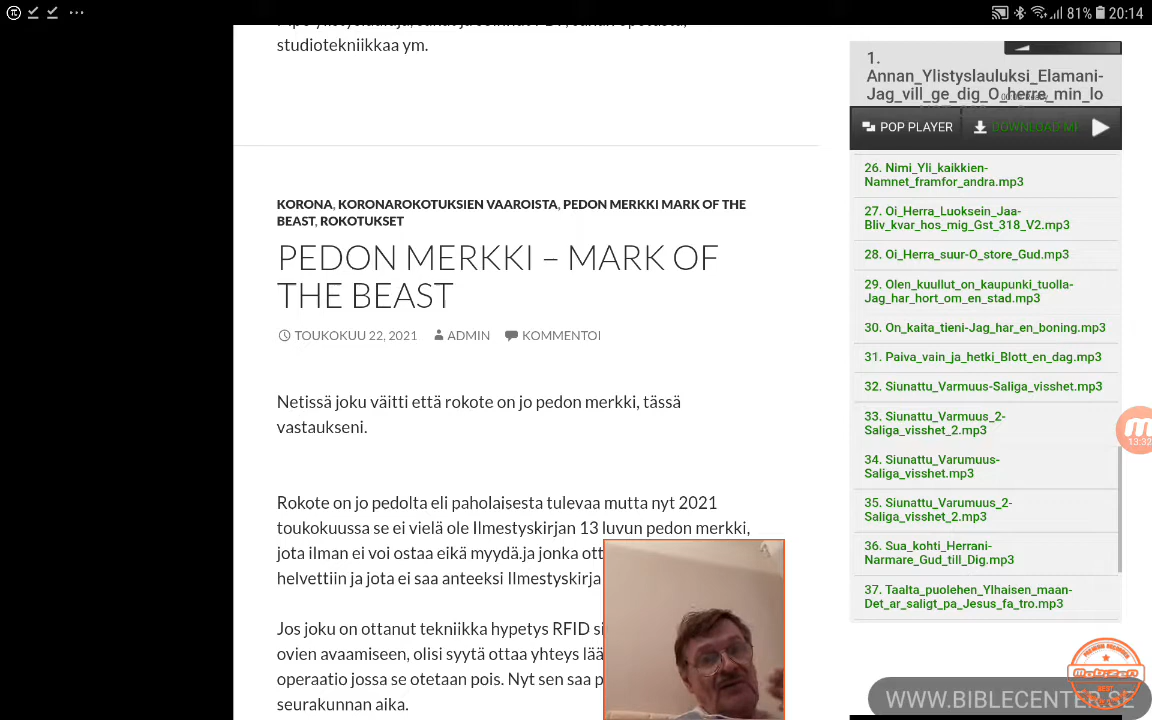 81% 20:14
studiotekniikkaa ym.
KORONA, KORONAROKOTUKSIEN VAAROISTA, PEDON MERKKI MARK OF THE
BEAST, ROKOTUKSET
PEDON MERKKI – MARK OF
THE BEAST
TOUKOKUU 22, 2021 ADMIN KOMMENTOI
Netissä joku väitti että rokote on jo pedon merkki, tässä
vastaukseni.
Rokote on jo pedolta eli paholaisesta tulevaa mutta nyt 2021
toukokuussa se ei vielä ole Ilmestyskirjan 13 luvun pedon merkki,
jota ilman ei voi ostaa eikä myydä.ja jonka ott
helvettiin ja jota ei saa anteeksi Ilmestyskirja
Jos joku on ottanut tekniikka hypetys RFID si
ovien avaamiseen, olisi syytä ottaa yhteys lää
operaatio jossa se otetaan pois. Nyt sen saa p
seurakunnan aika.
1.
Annan_Ylistyslauluksi_Elamani-
Jag_vill_ge_dig_O_herre_min_lo
POP PLAYER DOWNLOAD MP
26. Nimi_Yli_kaikkien-
Namnet_framfor_andra.mp3
27. Oi_Herra_Luoksein_Jaa-
Bliv_kvar_hos_mig_Gst_318_V2.mp3
28. Oi_Herra_suur-O_store_Gud.mp3
29. Olen_kuullut_on_kaupunki_tuolla-
Jag_har_hort_om_en_stad.mp3
30. On_kaita_tieni-Jag_har_en_boning.mp3
31. Paiva_vain_ja_hetki_Blott_en_dag.mp3
32. Siunattu_Varmuus-Saliga_visshet.mp3
33. Siunattu_Varmuus_2-
Saliga_visshet_2.mp3
34. Siunattu_Varumuus-
Saliga_visshet.mp3
35. Siunattu_Varumuus_2-
Saliga_visshet_2.mp3
36. Sua_kohti_Herrani-
Narmare_Gud_till_Dig.mp3
37. Taalta_puolehen_Ylhaisen_maan-
Det_ar_saligt_pa_Jesus_fa_tro.mp3
13:32
WWW.BIBLECENTER.SE